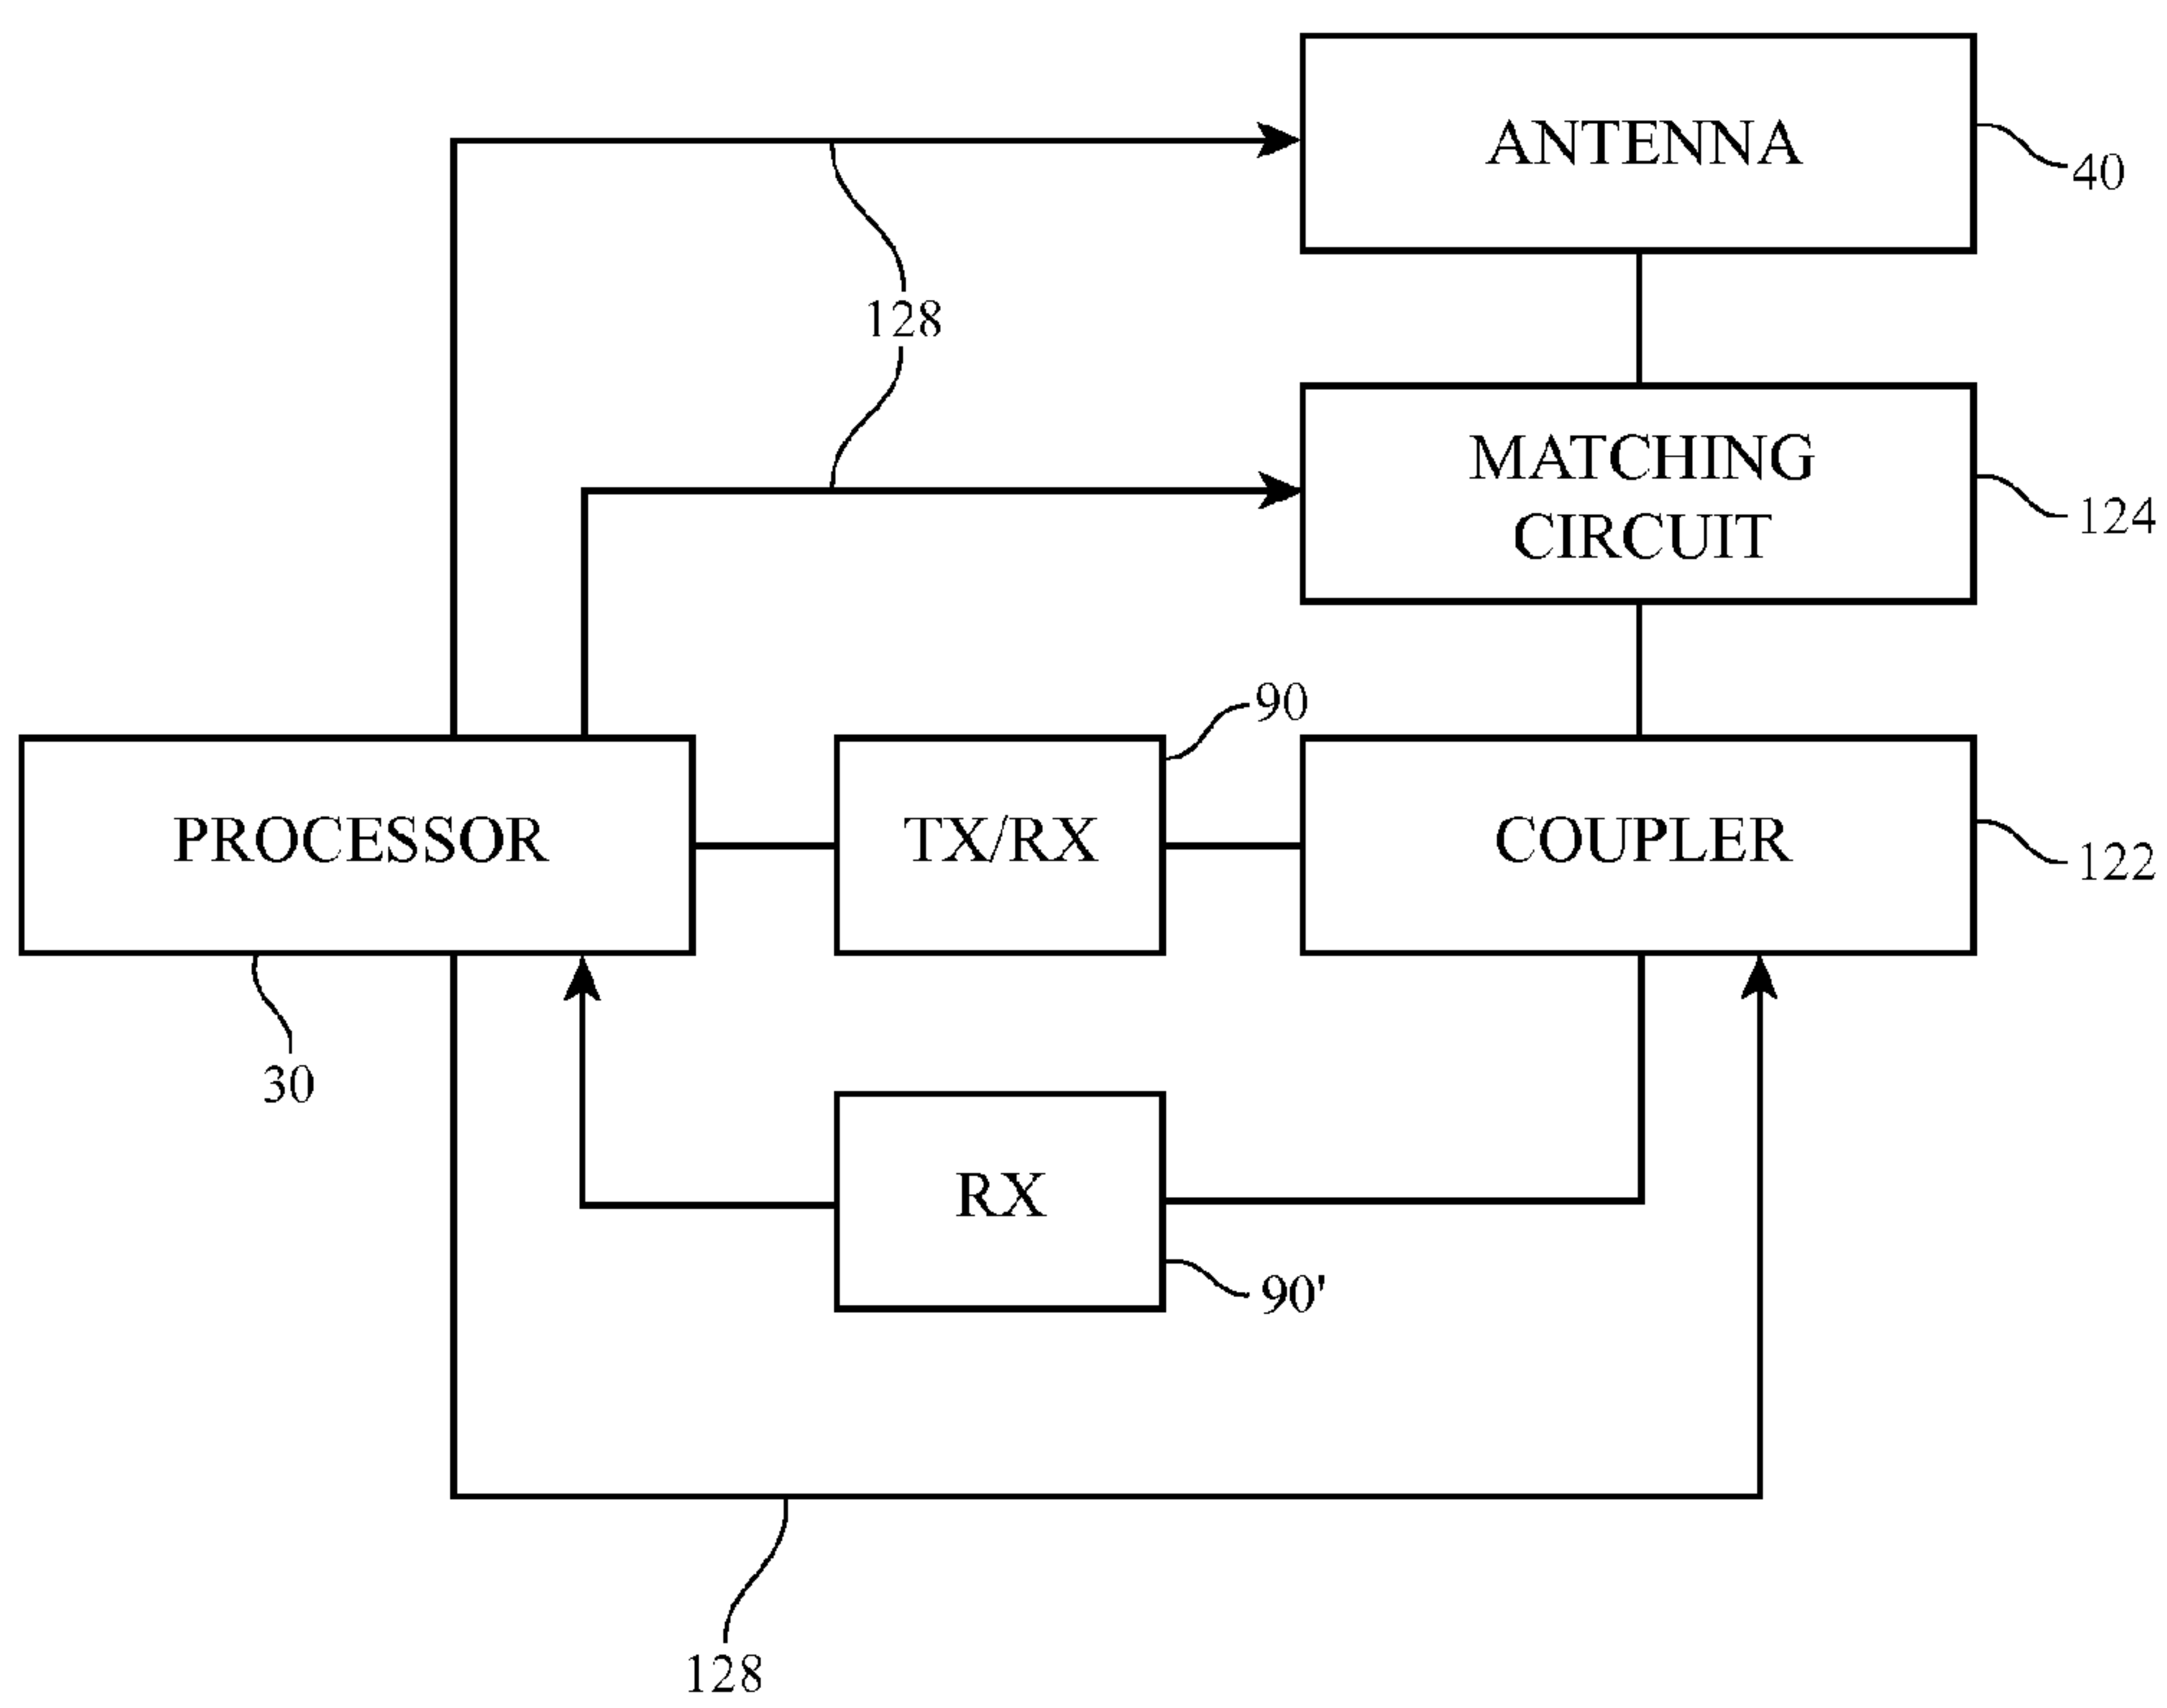 ANTENNA
40
128
MATCHING
CIRCUIT
124
90
PROCESSOR
TX/RX
COUPLER
122
30
RX
90'
128